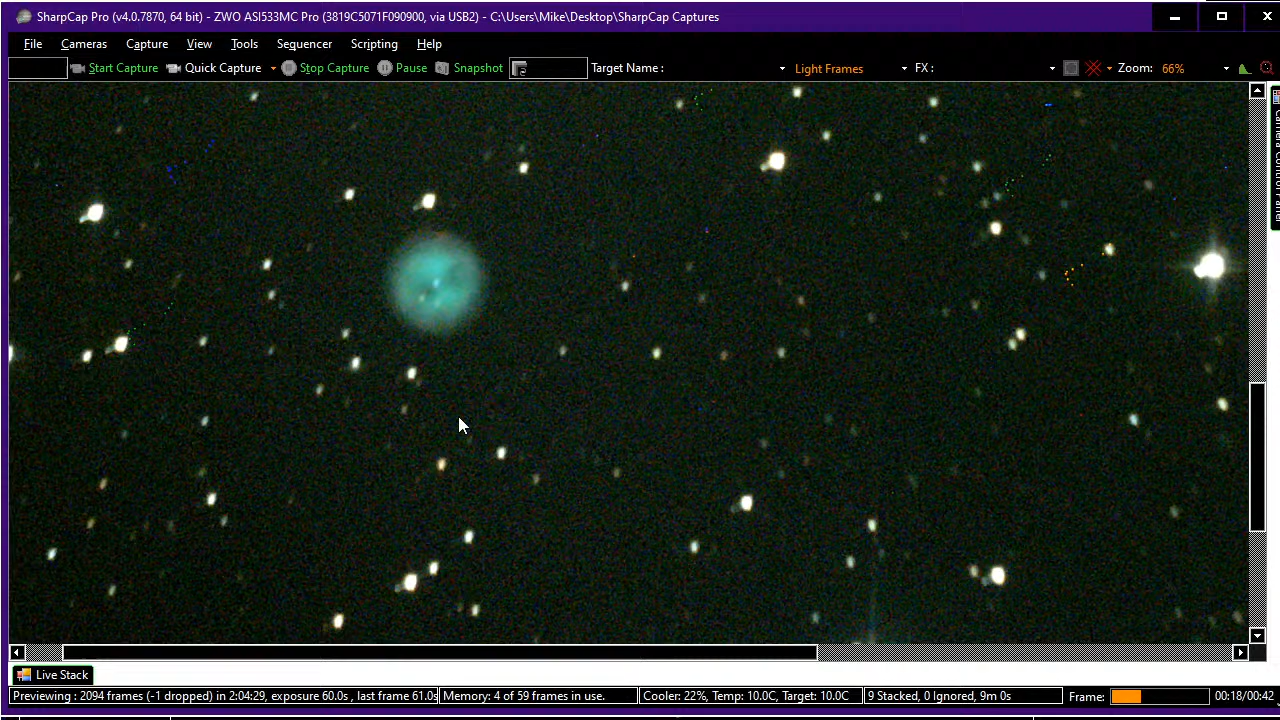 SharpCap Pro (v4.0.7870, 64 bit) - ZWO ASI533MC Pro (3819C5071F090900, via USB2) - C:\Users\Mike\Desktop\SharpCap Captures
File Cameras Capture View Tools Sequencer Scripting Help
Start Capture Quick Capture Stop Capture Pause Snapshot Target Name : Light Frames FX : Zoom: 66%
Live Stack
Previewing : 2094 frames (-1 dropped) in 2:04:29, exposure 60.0s , last frame 61.0s Memory: 4 of 59 frames in use. Cooler: 22%, Temp: 10.0C, Target: 10.0C 9 Stacked, 0 Ignored, 9m 0s Frame: 00:18/00:42